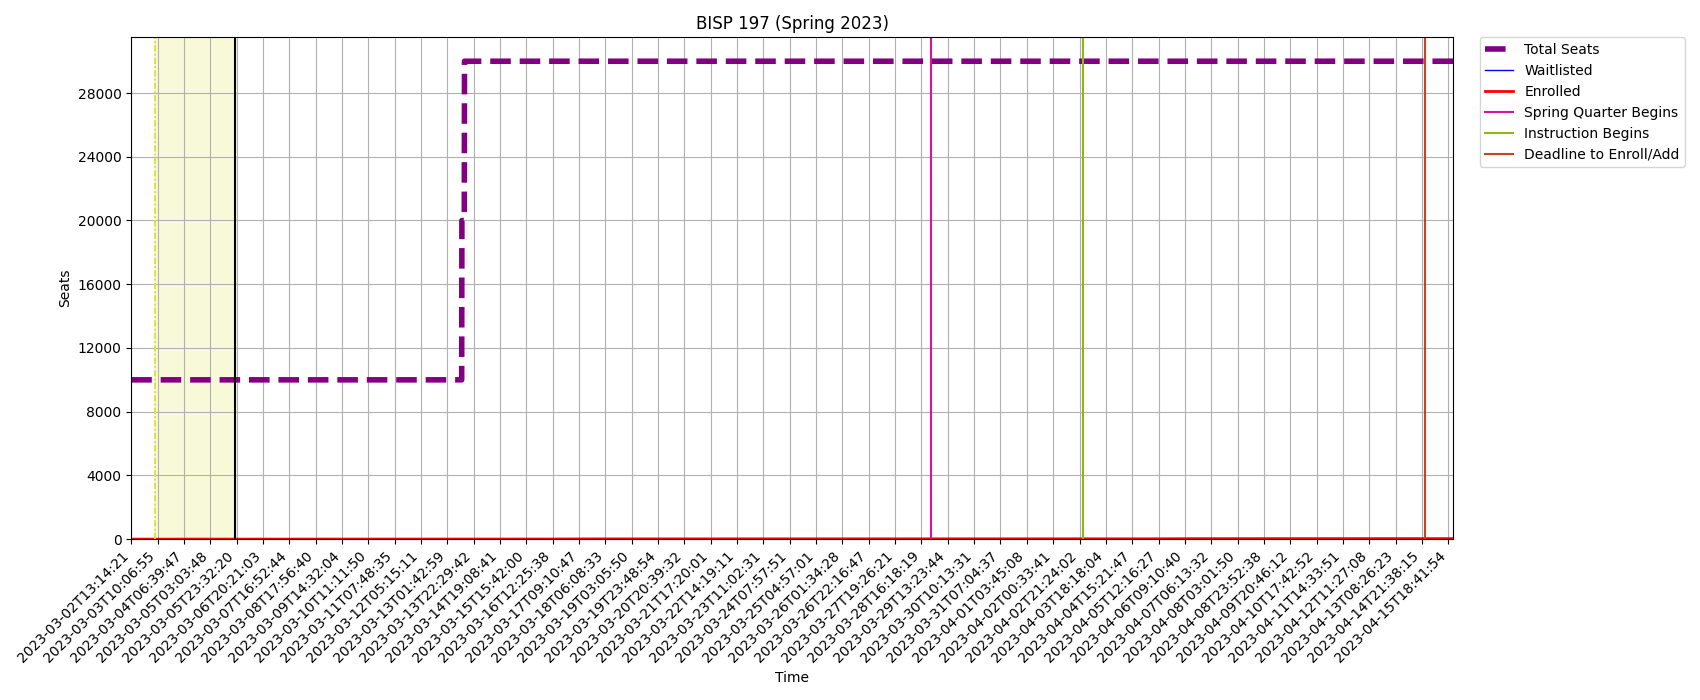 BISP 197 (Spring 2023)
Total Seats
Waitlisted
Enrolled
Spring Quarter Begins
Instruction Begins
Deadline to Enroll/Add
Seats
28000
24000
20000
16000
12000
8000
4000
0
2023-03-02T13:14:21
2023-03-03T10:06:55
2023-03-04T06:39:47
2023-03-05T03:03:48
2023-03-05T23:32:20
2023-03-06T20:21:03
2023-03-07T16:52:44
2023-03-08T17:56:40
2023-03-09T14:32:04
2023-03-10T11:11:50
2023-03-11T07:48:35
2023-03-12T05:15:11
2023-03-13T01:42:59
2023-03-13T22:29:42
2023-03-14T19:08:41
2023-03-15T15:42:00
2023-03-16T12:25:38
2023-03-17T09:10:47
2023-03-18T06:08:33
2023-03-19T03:05:50
2023-03-19T23:48:54
2023-03-20T20:39:32
2023-03-21T17:20:01
2023-03-22T14:19:11
2023-03-23T11:02:31
2023-03-24T07:57:51
2023-03-25T04:57:01
2023-03-26T01:34:28
2023-03-26T22:16:47
2023-03-27T19:26:21
2023-03-28T16:18:19
2023-03-29T13:23:44
2023-03-30T10:13:31
2023-03-31T07:04:37
2023-04-01T03:45:08
2023-04-02T00:33:41
2023-04-02T21:24:02
2023-04-03T18:18:04
2023-04-04T15:21:47
2023-04-05T12:16:27
2023-04-06T09:10:40
2023-04-07T06:13:32
2023-04-08T03:01:50
2023-04-08T23:52:38
2023-04-09T20:46:12
2023-04-10T17:42:52
2023-04-11T14:33:51
2023-04-12T11:27:08
2023-04-13T08:26:23
2023-04-14T21:38:15
2023-04-15T18:41:54
Time